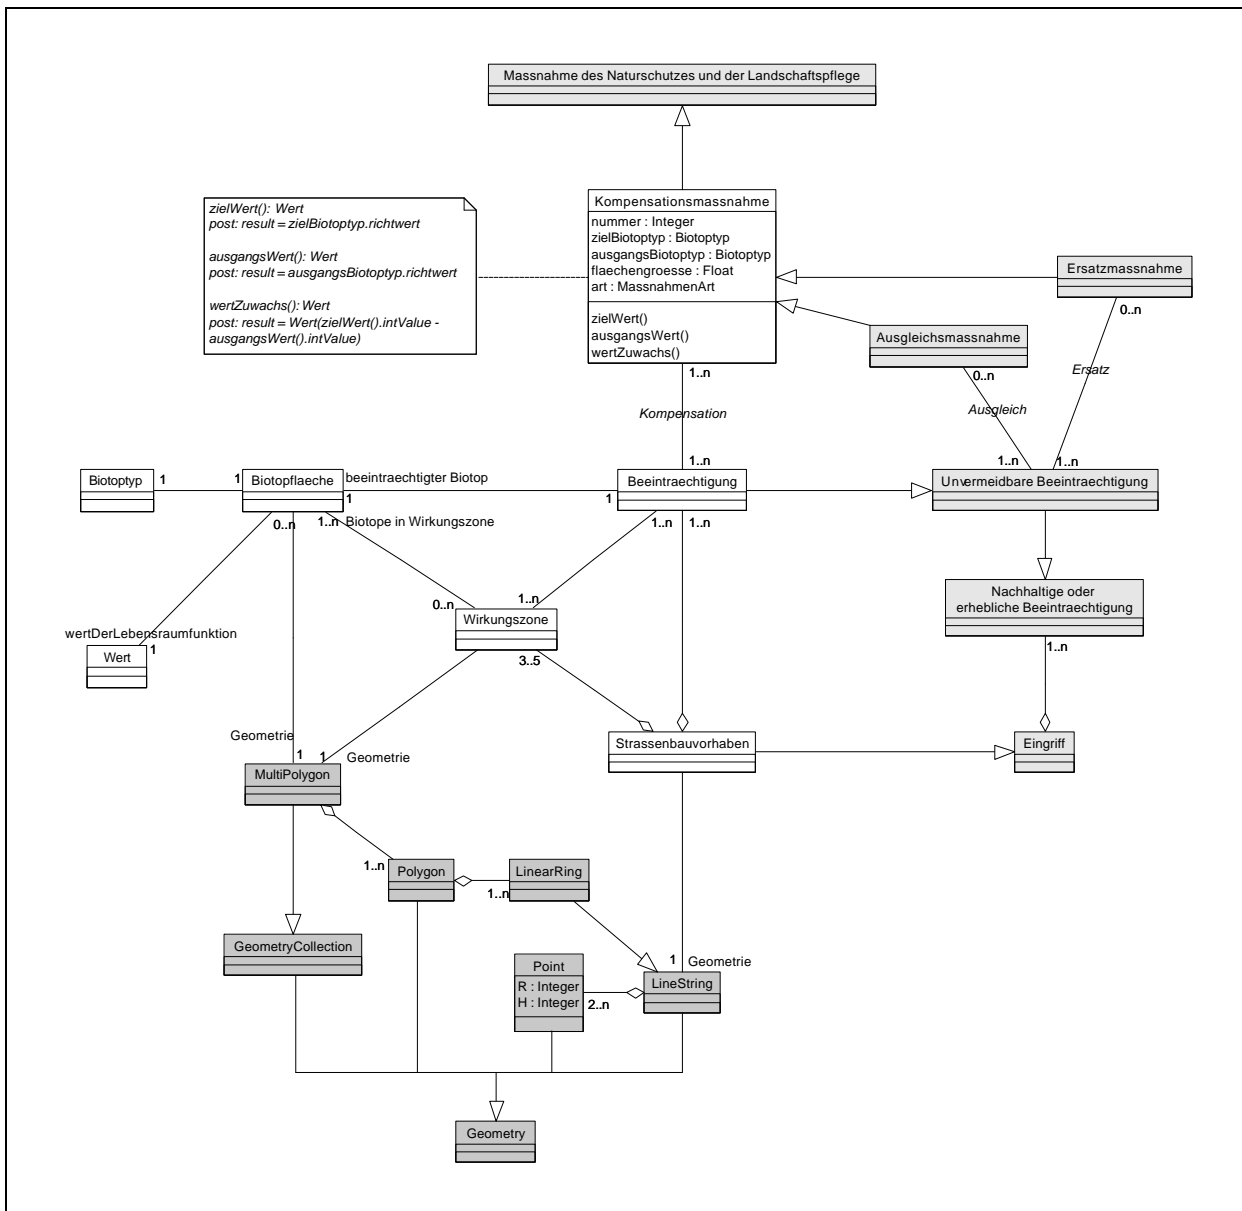 Massnahme des Naturschutzes und der Landschaftspflege
zielWert(): Wert
post: result = zielBiotoptyp.richtwert
ausgangsWert(): Wert
post: result = ausgangsBiotoptyp.richtwert
wertZuwachs(): Wert
post: result = Wert(zielWert().intValue -
ausgangsWert().intValue)
Kompensationsmassnahme
nummer : Integer
zielBiotoptyp : Biotoptyp
ausgangsBiotoptyp : Biotoptyp
flaechengroesse : Float
art : MassnahmenArt
zielWert()
ausgangsWert()
wertZuwachs()
Ersatzmassnahme
0..n
Ausgleichsmassnahme
0..n
1..n
Ersatz
Kompensation
Ausgleich
1..n
1..n
1..n
Biotoptyp
1
1
Biotopflaeche
beeintraechtigter Biotop
1
Beeintraechtigung
1
Unvermeidbare Beeintraechtigung
0..n
1..n
Biotope in Wirkungszone
1..n
1..n
Nachhaltige oder
erhebliche Beeintraechtigung
1..n
0..n
1..n
Wirkungszone
3..5
wertDerLebensraumfunktion
1
Wert
Geometrie
1
1
Geometrie
Strassenbauvorhaben
Eingriff
MultiPolygon
1..n
Polygon
1..n
LinearRing
GeometryCollection
Point
R : Integer
H : Integer
2..n
1
Geometrie
LineString
Geometry